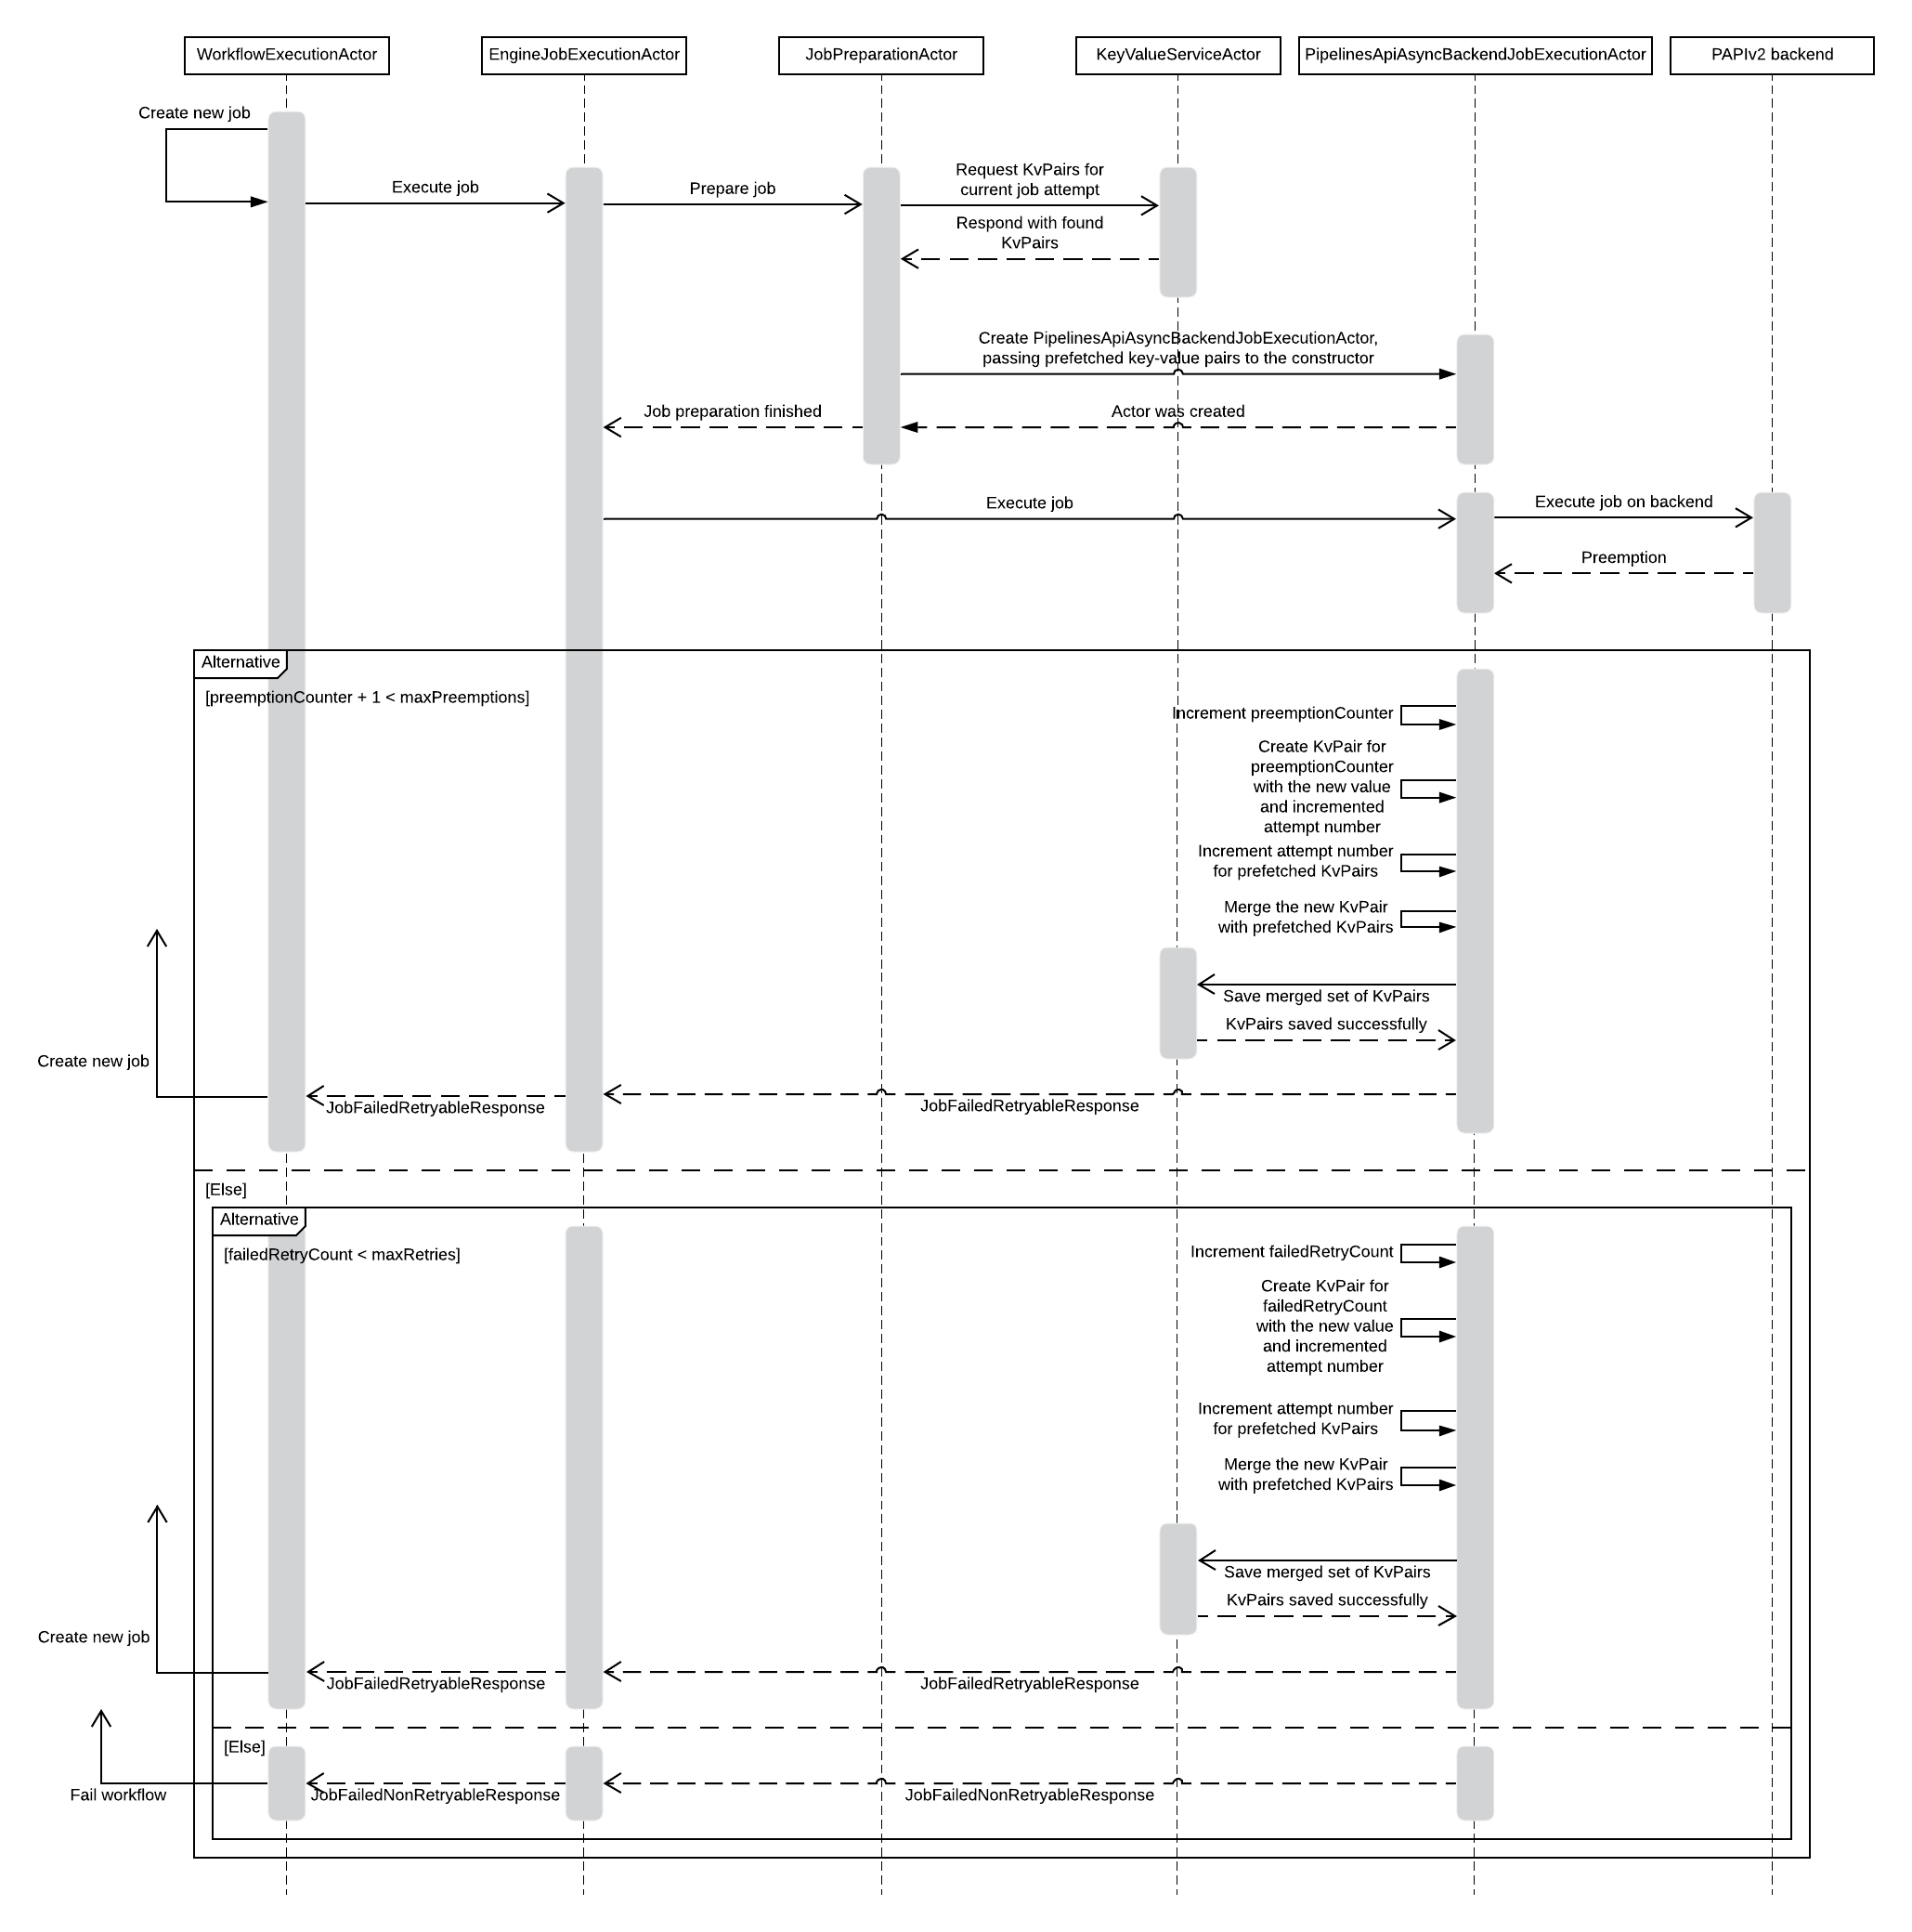 WorkflowExecutionActor
EngineJobExecutionActor
JobPreparationActor
KeyValueServiceActor
PipelinesApiAsyncBackendJobExecutionActor
PAPIv2 backend
Create new job
Execute job
Prepare job
Request KvPairs for
current job attempt
Respond with found
KvPairs
Create PipelinesApiAsyncBackendJobExecutionActor,
passing prefetched key-value pairs to the constructor
Job preparation finished
Actor was created
Execute job
Execute job on backend
Preemption
Alternative
[preemptionCounter + 1 < maxPreemptions]
Increment preemptionCounter
Create KvPair for
preemptionCounter
with the new value
and incremented
attempt number
Increment attempt number
for prefetched KvPairs
Merge the new KvPair
with prefetched KvPairs
Save merged set of KvPairs
KvPairs saved successfully
Create new job
JobFailedRetryableResponse
JobFailedRetryableResponse
[Else]
Alternative
[failedRetryCount < maxRetries]
Increment failedRetryCount
Create KvPair for
failedRetryCount
with the new value
and incremented
attempt number
Increment attempt number
for prefetched KvPairs
Merge the new KvPair
with prefetched KvPairs
Save merged set of KvPairs
KvPairs saved successfully
Create new job
JobFailedRetryableResponse
JobFailedRetryableResponse
[Else]
Fail workflow
JobFailedNonRetryableResponse
JobFailedNonRetryableResponse